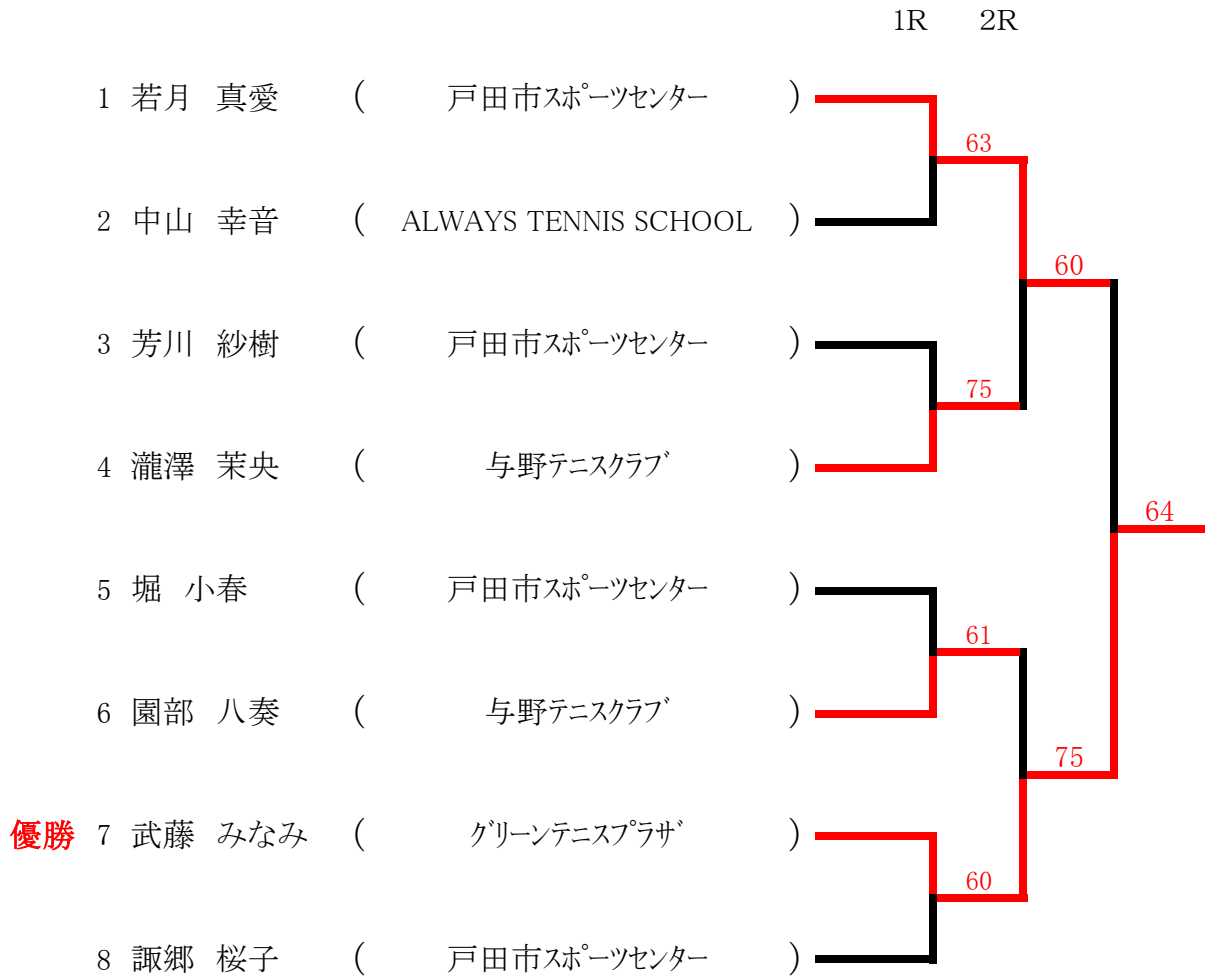 1R 2R
1 若月 真愛 ( 戸田市スポーツセンター )
63
2 中山 幸音 ( ALWAYS TENNIS SCHOOL )
60
3 芳川 紗樹 ( 戸田市スポーツセンター )
75
4 瀧澤 茉央 ( 与野テニスクラブ )
64
5 堀 小春 ( 戸田市スポーツセンター )
61
6 園部 八奏 ( 与野テニスクラブ )
75
優勝 7 武藤 みなみ ( グリーンテニスプラザ )
60
8 諏郷 桜子 ( 戸田市スポーツセンター )